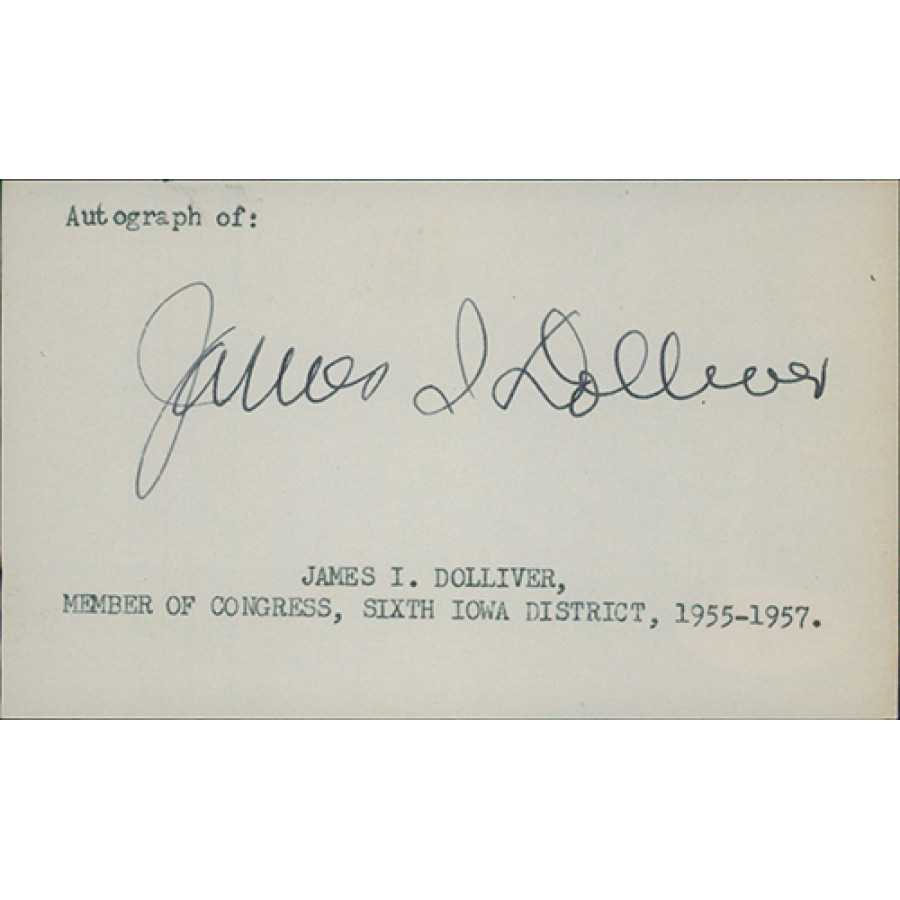 Autograph of:
James I Dolliver
JAMES I. DOLLIVER,
MEMBER OF CONGRESS, SIXTH IOWA DISTRICT, 1955-1957.